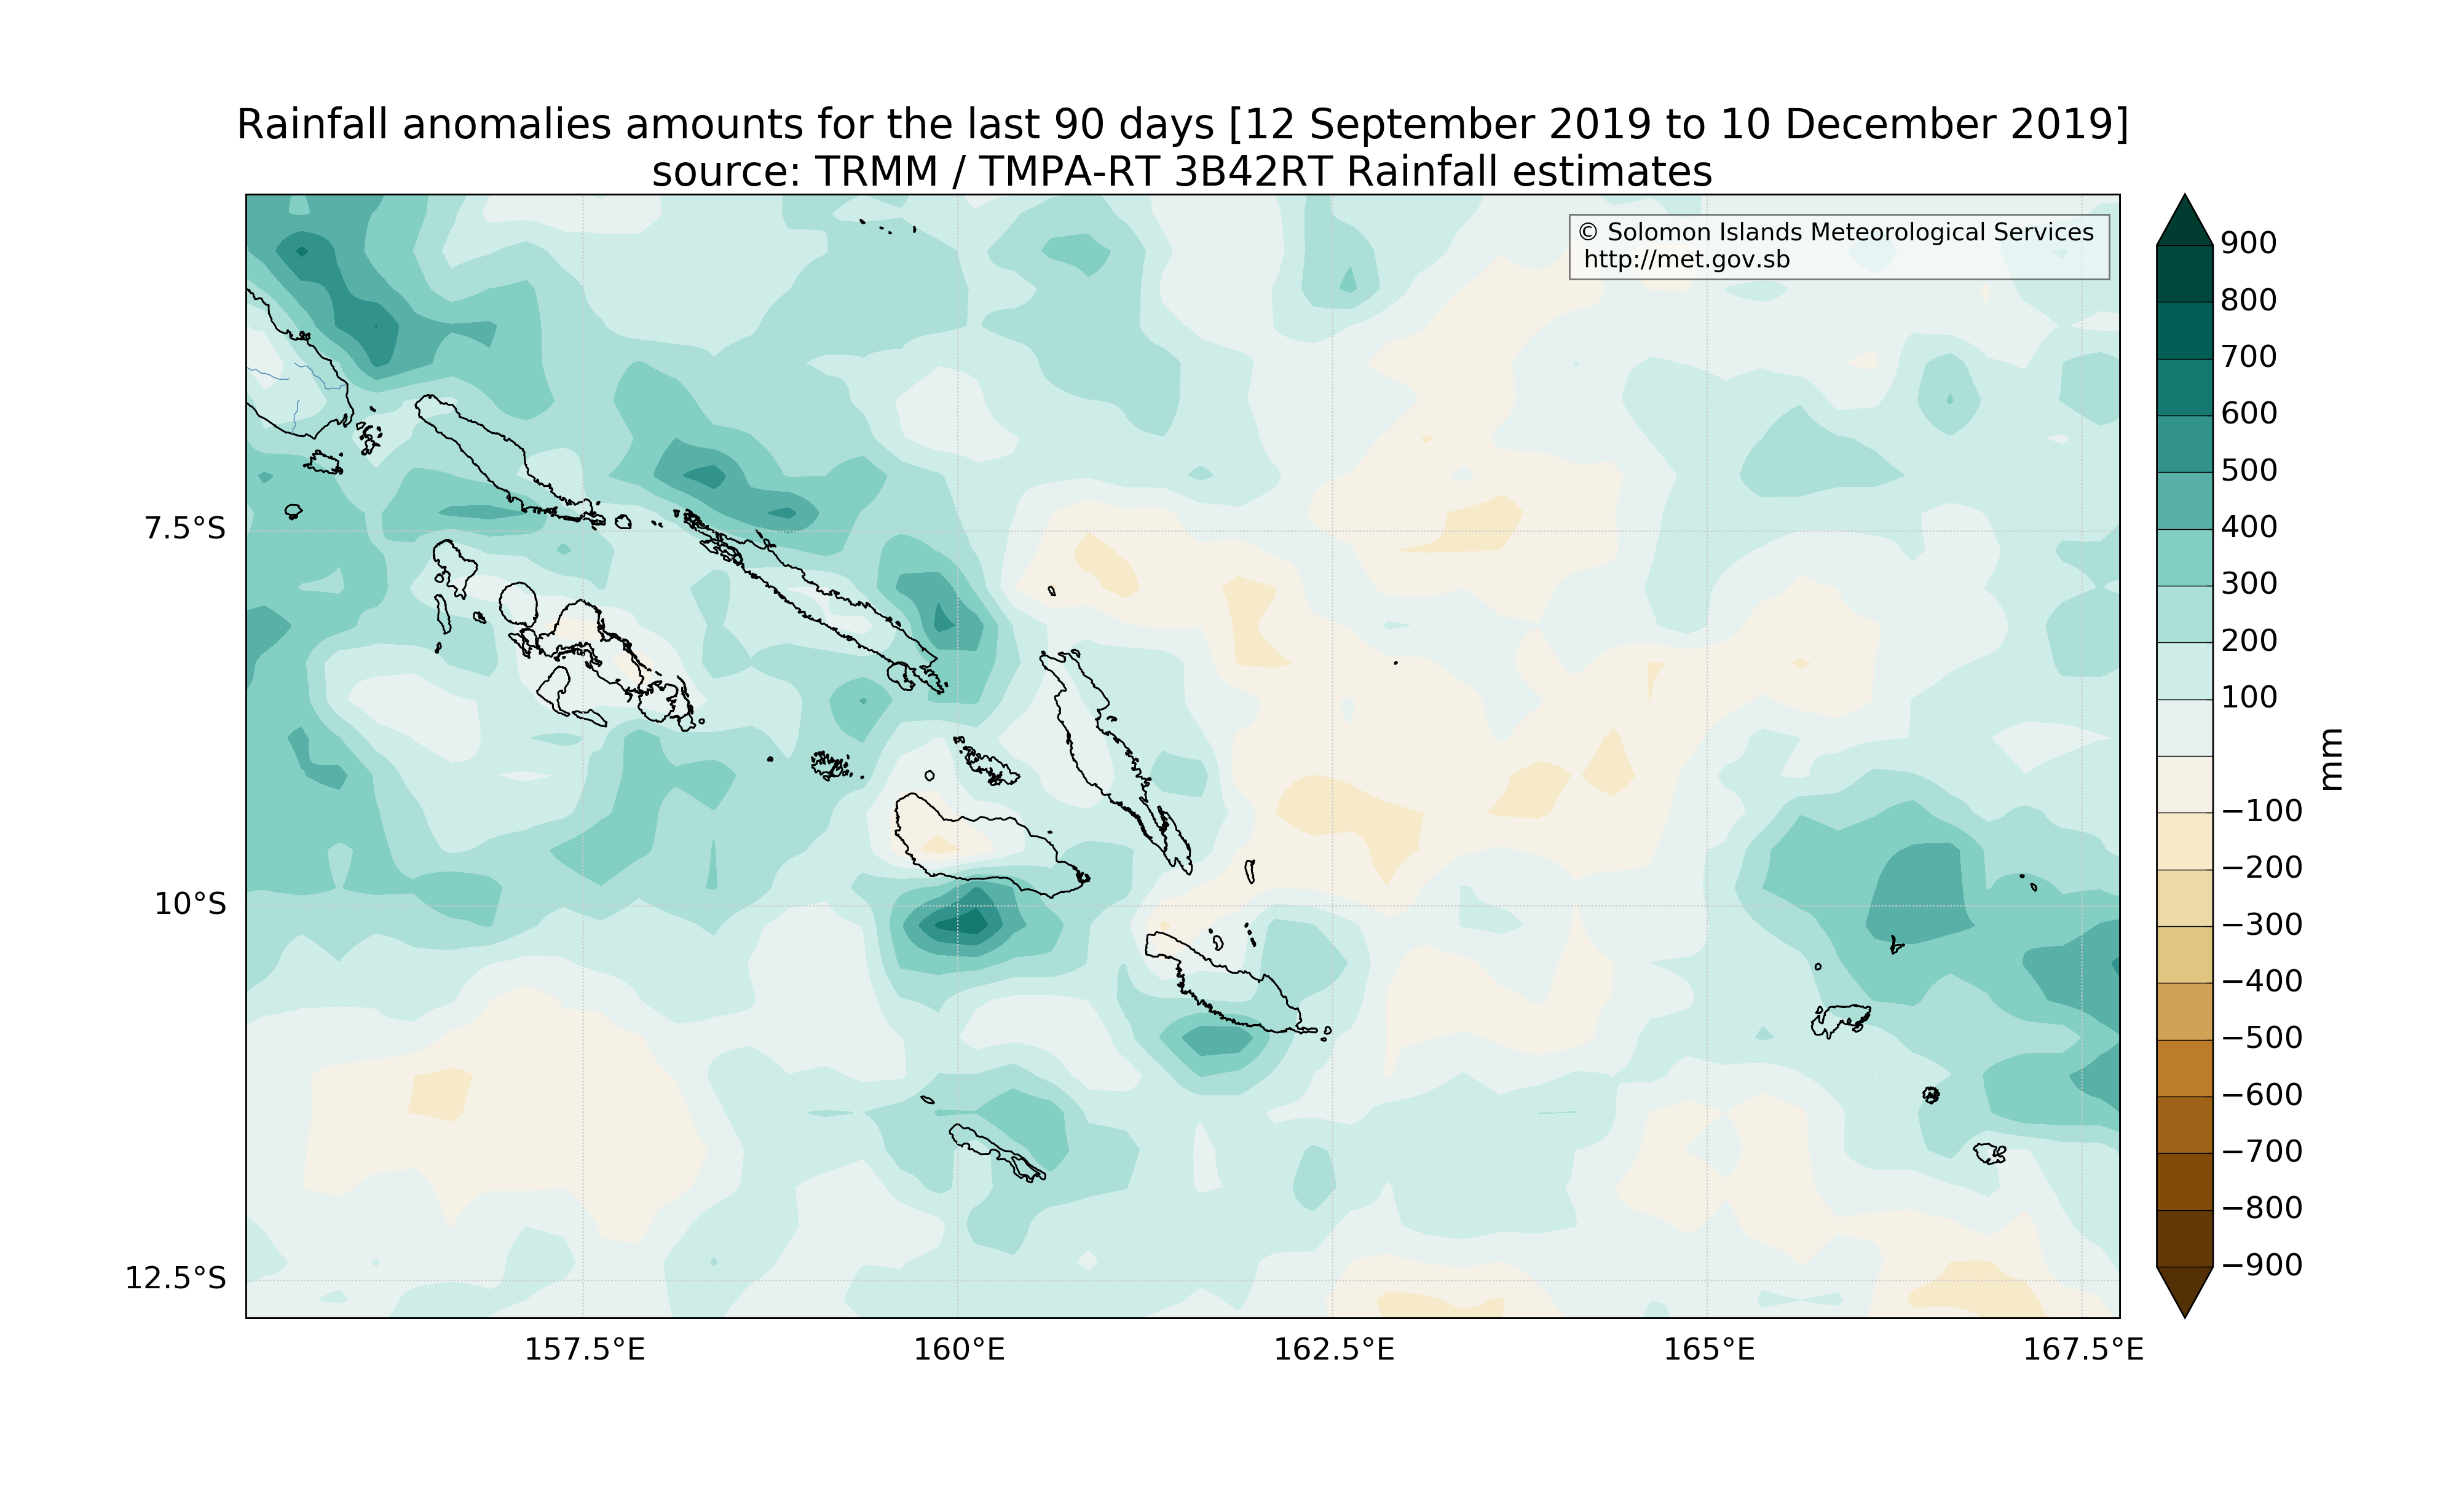 Rainfall anomalies amounts for the last 90 days [12 September 2019 to 10 December 2019]
source: TRMM / TMPA-RT 3B42RT Rainfall estimates
© Solomon Islands Meteorological Services
http://met.gov.sb
7.5°S
10°S
12.5°S
157.5°E
160°E
162.5°E
165°E
167.5°E
900
800
700
600
500
400
300
200
100
−100
−200
−300
−400
−500
−600
−700
−800
−900
mm